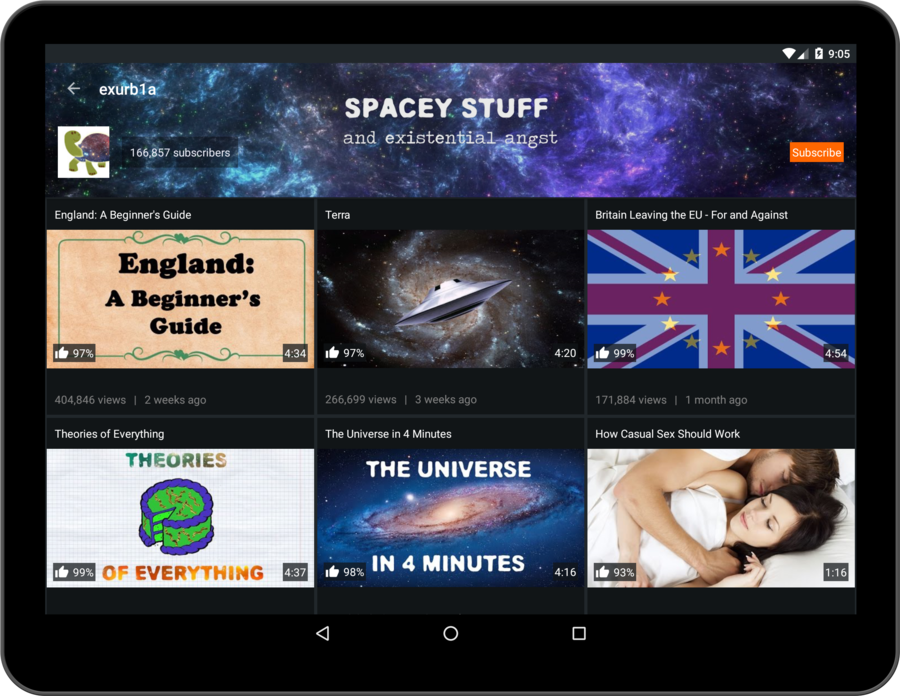 9:05
exurb1a
SPACEY STUFF
and existential angst
166,857 subscribers
Subscribe
England: A Beginner's Guide
Terra
Britain Leaving the EU - For and Against
England:
A Beginner's
Guide
97%
4:34
97%
4:20
99%
4:54
404,846 views | 2 weeks ago
266,699 views | 3 weeks ago
171,884 views | 1 month ago
Theories of Everything
The Universe in 4 Minutes
How Casual Sex Should Work
THEORIES
OF EVERYTHING
99%
4:37
THE UNIVERSE
IN 4 MINUTES
98%
4:16
93%
1:16